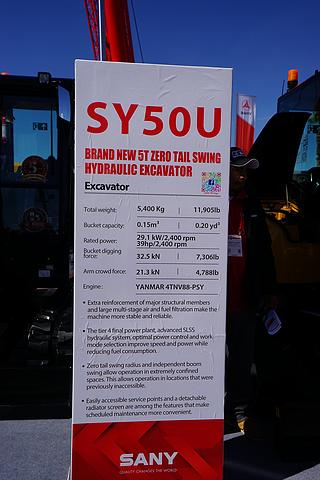 SY50U
BRAND NEW 5T ZERO TAIL SWING
HYDRAULIC EXCAVATOR
Excavator
Total weight: 5,400 Kg | 11,905lb
Bucket capacity: 0.15m³ | 0.20 yd³
Rated power: 29.1 kW/2,400 rpm
39hp/2,400 rpm
Bucket digging
force: 32.5 kN | 7,306lb
Arm crowd force: 21.3 kN | 4,788lb
Engine: YANMAR 4TNV88-PSY
• Extra reinforcement of major structural members
and large multi-stage air and fuel filtration make the
machine more stable and reliable.
• The tier 4 final power plant, advanced SLSS
hydraulic system, optimal power control and work
mode selection improve speed and power while
reducing fuel consumption.
• Zero tail swing radius and independent boom
swing allow operation in extremely confined
spaces. This allows operation in locations that were
previously inaccessible.
• Easily accessible service points and a detachable
radiator screen are among the features that make
scheduled maintenance more convenient.
SANY
QUALITY CHANGES THE WORLD